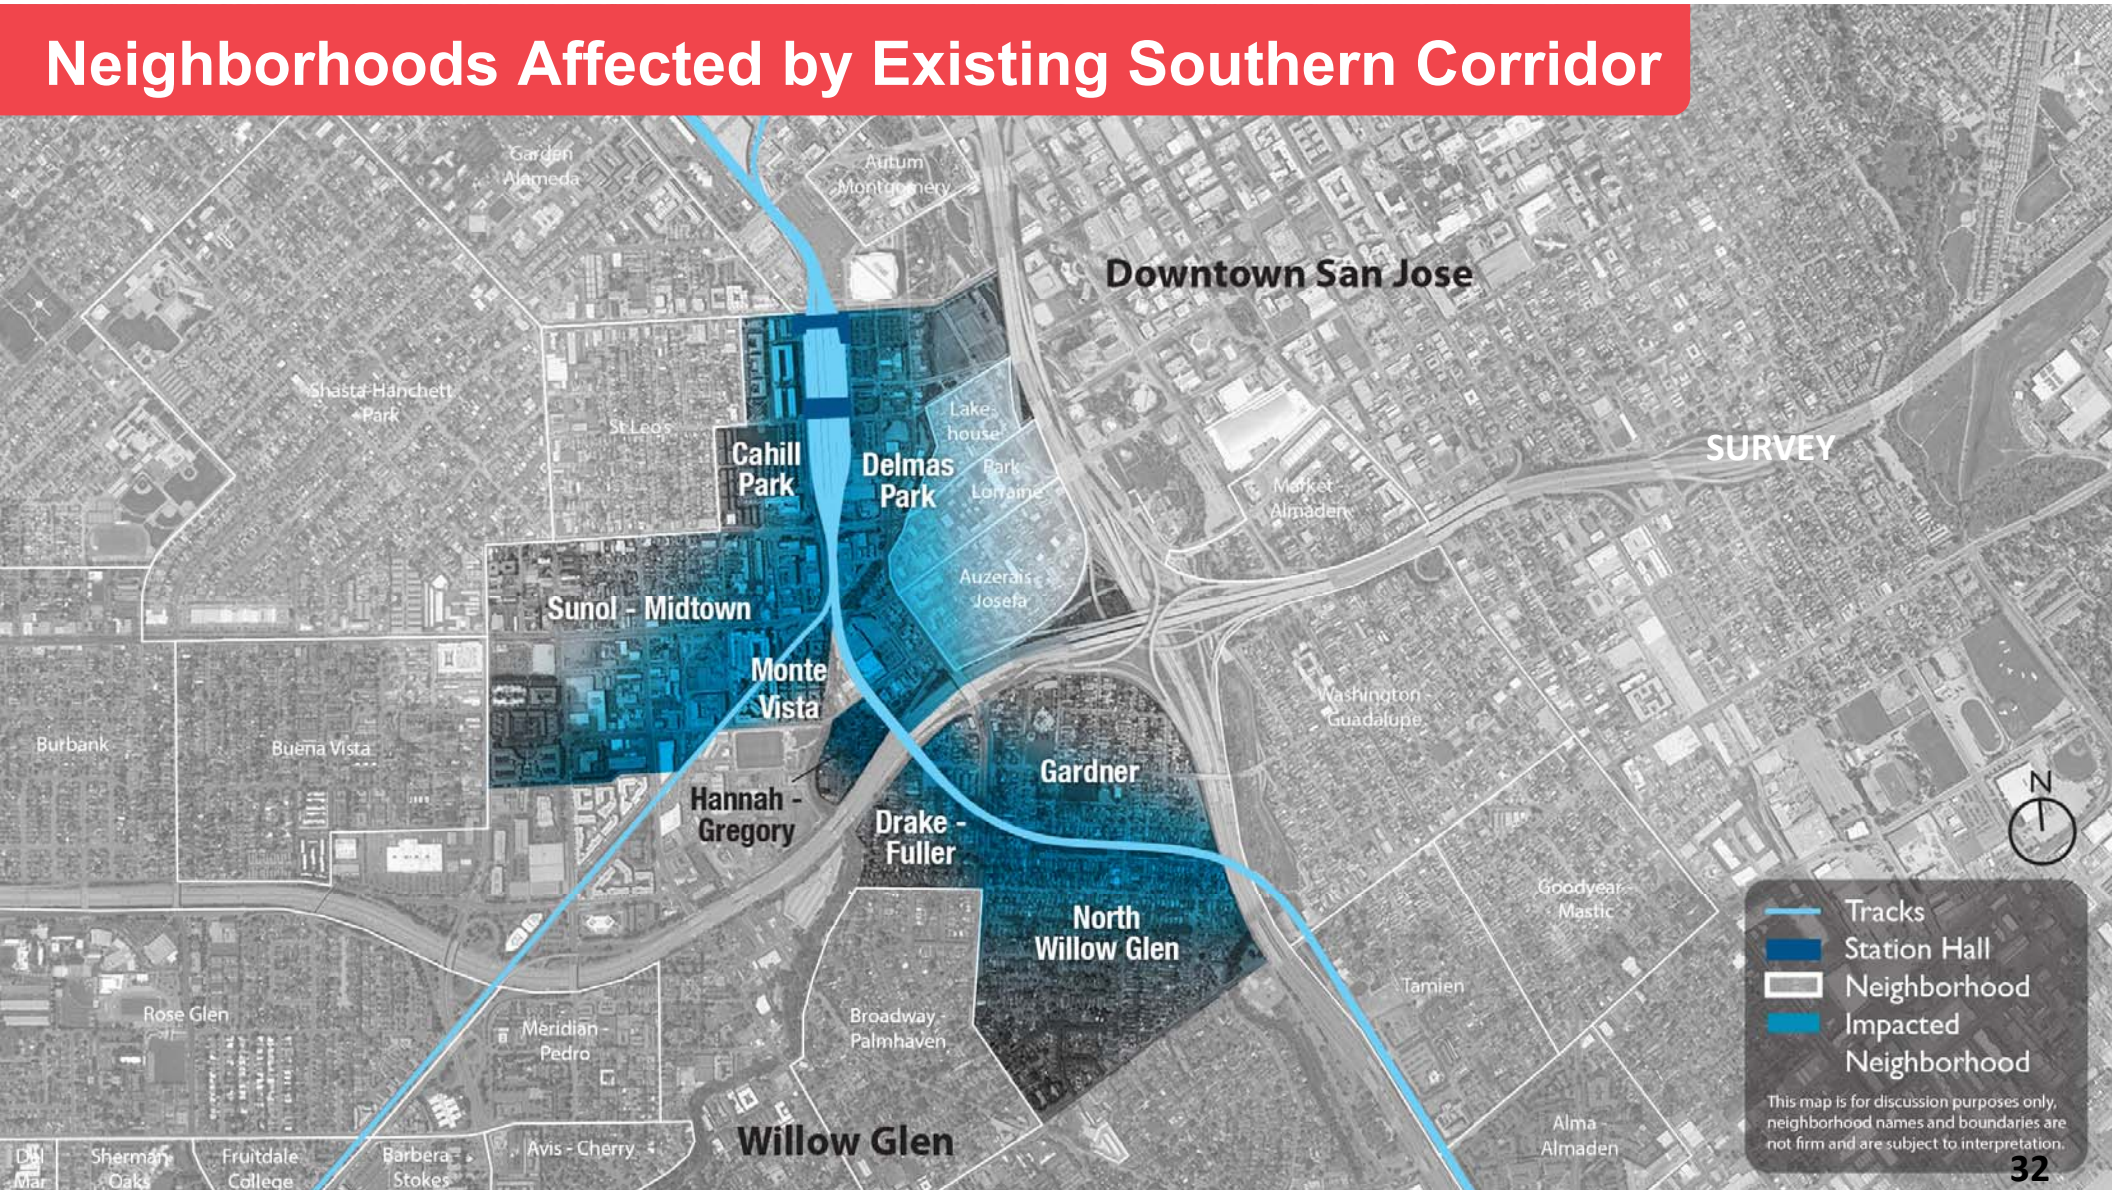 Neighborhoods Affected by Existing Southern Corridor
Garden
Alameda
Autum
Montgomery
Downtown San Jose
Shasta-Hanchett
Park
St Leo's
Lake-
house
Cahill
Park
Delmas
Park
Park -
Lorraine
SURVEY
Market -
Almaden
Auzerais -
Josefa
Sunol - Midtown
Monte
Vista
Washington -
Guadalupe
Burbank
Buena Vista
Gardner
Hannah -
Gregory
Drake -
Fuller
N
Goodyear -
Mastic
North
Willow Glen
Tracks
Station Hall
Neighborhood
Impacted
Neighborhood
This map is for discussion purposes only,
neighborhood names and boundaries are
not firm and are subject to interpretation.
Tamien
Rose Glen
Meridian -
Pedro
Broadway -
Palmhaven
Alma -
Almaden
Willow Glen
Del
Mar
Sherman
Oaks
Fruitdale
College
Barbera -
Stokes
Avis - Cherry
32